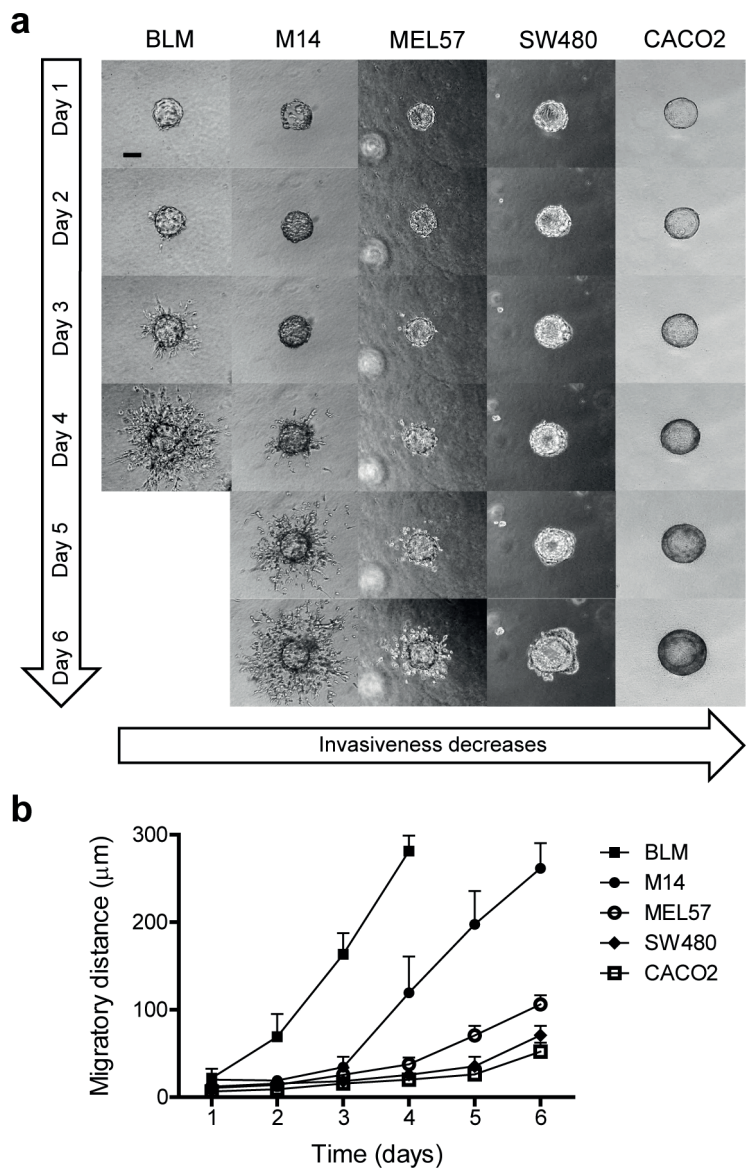 a
BLM M14 MEL57 SW480 CACO2
Day 1
Day 2
Day 3
Day 4
Day 5
Day 6
Invasiveness decreases
b
Migratory distance (μm)
300
200
100
0
1 2 3 4 5 6
Time (days)
BLM
M14
MEL57
SW480
CACO2